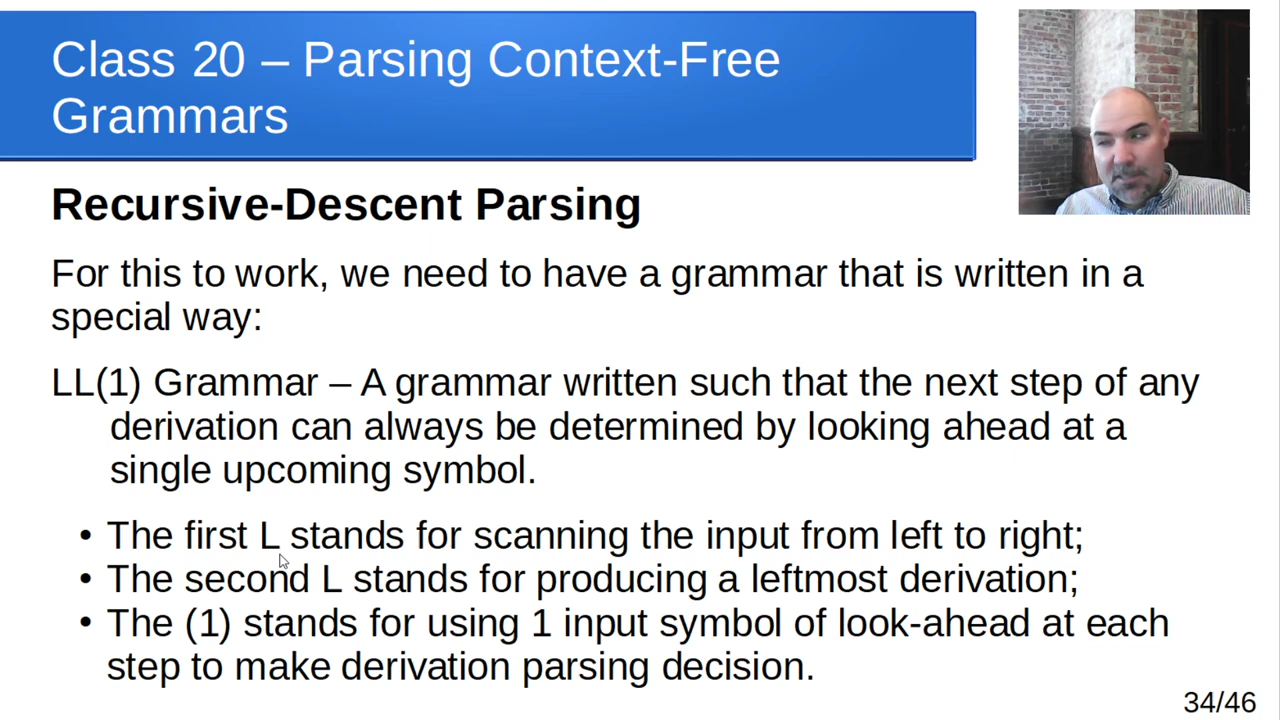 Class 20 – Parsing Context-Free
Grammars
Recursive-Descent Parsing
For this to work, we need to have a grammar that is written in a
special way:
LL(1) Grammar – A grammar written such that the next step of any
derivation can always be determined by looking ahead at a
single upcoming symbol.
• The first L stands for scanning the input from left to right;
• The second L stands for producing a leftmost derivation;
• The (1) stands for using 1 input symbol of look-ahead at each
step to make derivation parsing decision.
34/46